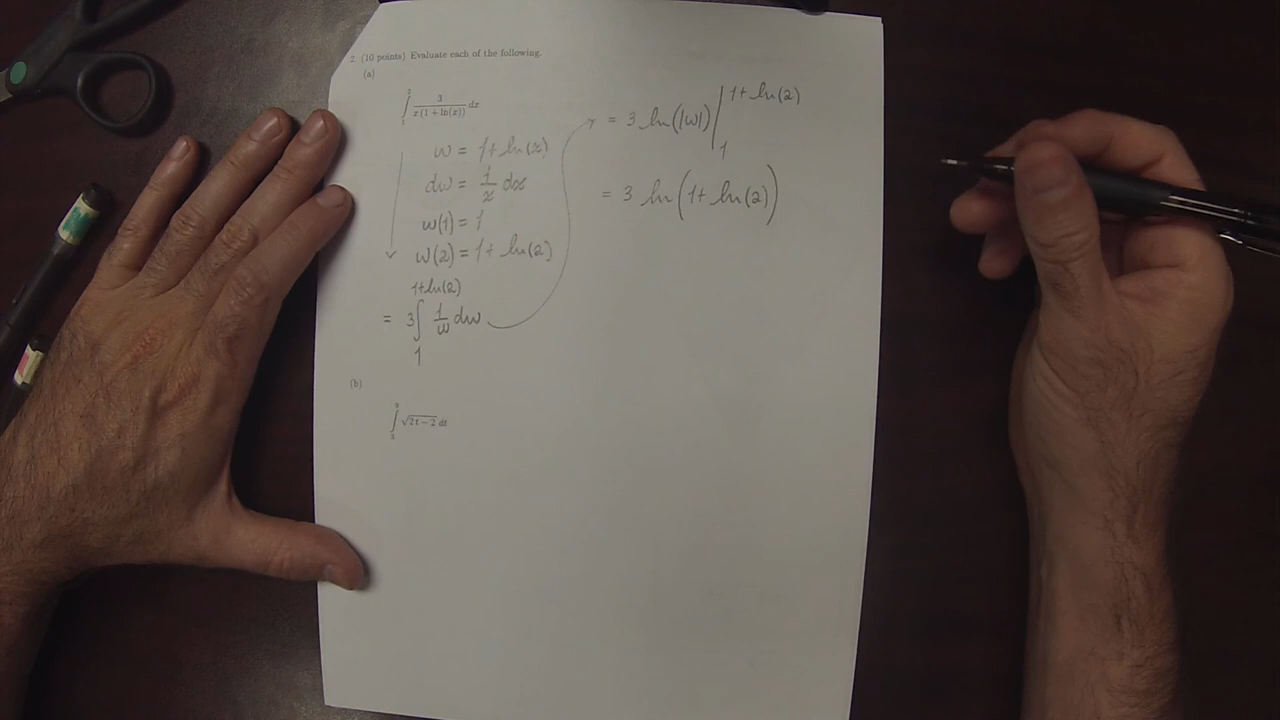 2. (10 points) Evaluate each of the following.
(a)
∫₁² 3/(x(1 + ln(x))) dx
w = 1 + ln(x)
dw = 1/x dx
w(1) = 1
w(2) = 1 + ln(2)
= 3 ∫₁^(1+ln(2)) 1/w dw
= 3 ln(|w|) |₁^(1+ln(2))
= 3 ln(1 + ln(2))
(b)
∫ √(2t − 2) dt